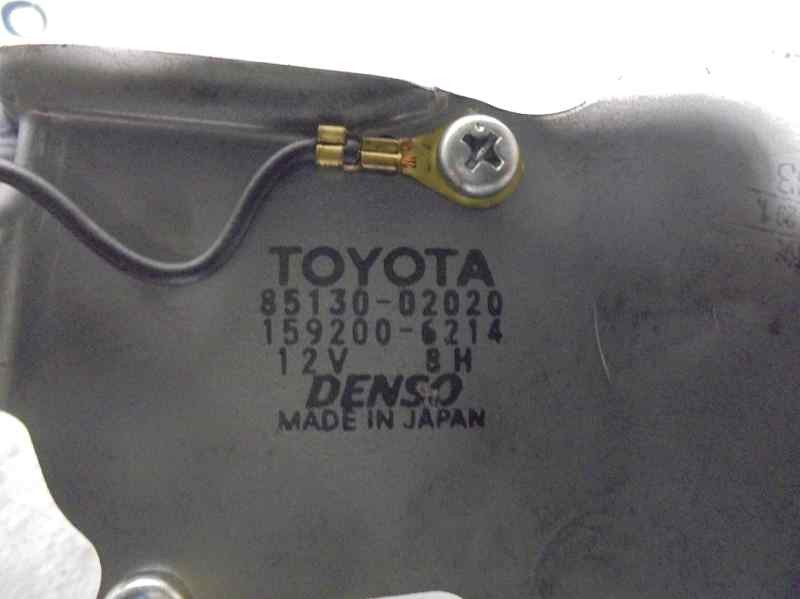 TOYOTA
85130-02020
159200-6214
12V 8H
DENSO
MADE IN JAPAN